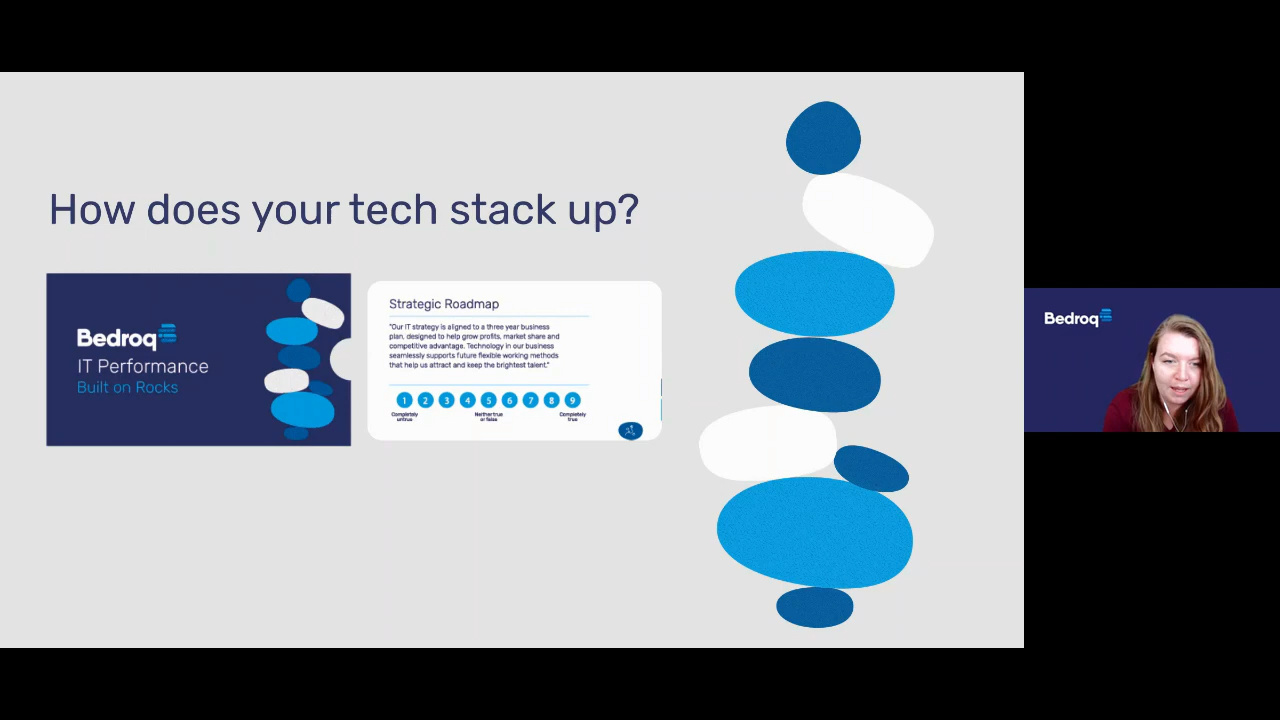 How does your tech stack up?
Bedroq
IT Performance
Built on Rocks
Strategic Roadmap
"Our IT strategy is aligned to a three year business
plan, designed to help grow profits, market share and
competitive advantage. Technology in our business
seamlessly supports future flexible working methods
that help us attract and keep the brightest talent."
1 2 3 4 5 6 7 8 9
Completely
untrue
Neither true
or false
Completely
true
Bedroq